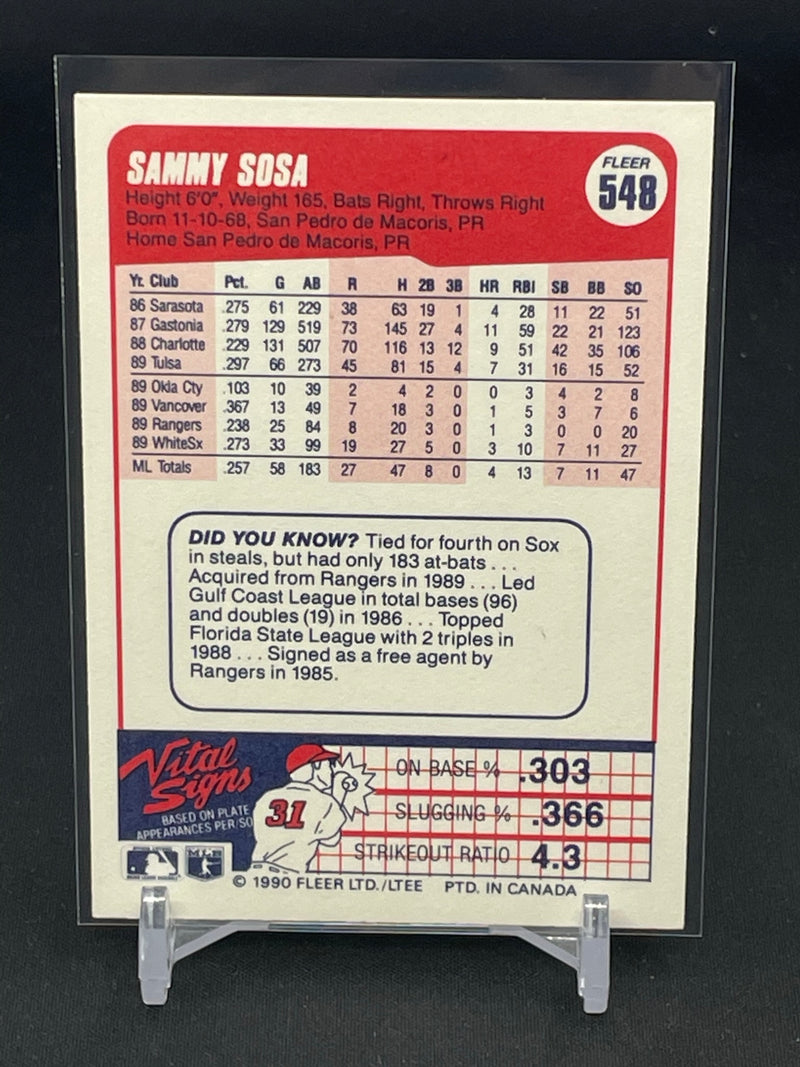 SAMMY SOSA
FLEER
548
Height 6'0", Weight 165, Bats Right, Throws Right
Born 11-10-68, San Pedro de Macoris, PR
Home San Pedro de Macoris, PR
Yr. Club Pct. G AB R H 2B 3B HR RBI SB BB SO
86 Sarasota .275 61 229 38 63 19 1 4 28 11 22 51
87 Gastonia .279 129 519 73 145 27 4 11 59 22 21 123
88 Charlotte .229 131 507 70 116 13 12 9 51 42 35 106
89 Tulsa .297 66 273 45 81 15 4 7 31 16 15 52
89 Okla Cty .103 10 39 2 4 2 0 0 3 4 2 8
89 Vancover .367 13 49 7 18 3 0 1 5 3 7 6
89 Rangers .238 25 84 8 20 3 0 1 3 0 0 20
89 WhiteSx .273 33 99 19 27 5 0 3 10 7 11 27
ML Totals .257 58 183 27 47 8 0 4 13 7 11 47
DID YOU KNOW? Tied for fourth on Sox
in steals, but had only 183 at-bats . . .
Acquired from Rangers in 1989 . . . Led
Gulf Coast League in total bases (96)
and doubles (19) in 1986 . . . Topped
Florida State League with 2 triples in
1988 . . . Signed as a free agent by
Rangers in 1985.
Vital
Signs
BASED ON PLATE
APPEARANCES PER/SO
31
ON BASE % .303
SLUGGING % .366
STRIKEOUT RATIO 4.3
© 1990 FLEER LTD./LTEE PTD. IN CANADA